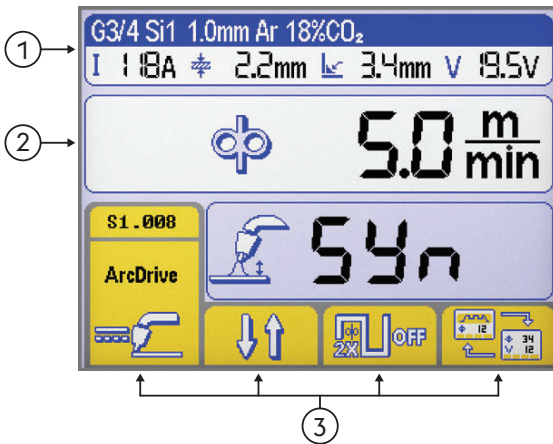 G3/4 Si1 1.0mm Ar 18%CO₂
1
I 118A 2.2mm 3.4mm V 19.5V
2
5.0 m/min
S1.008
Syn
ArcDrive
2X OFF
Φ 12
Φ 34
V 12
3